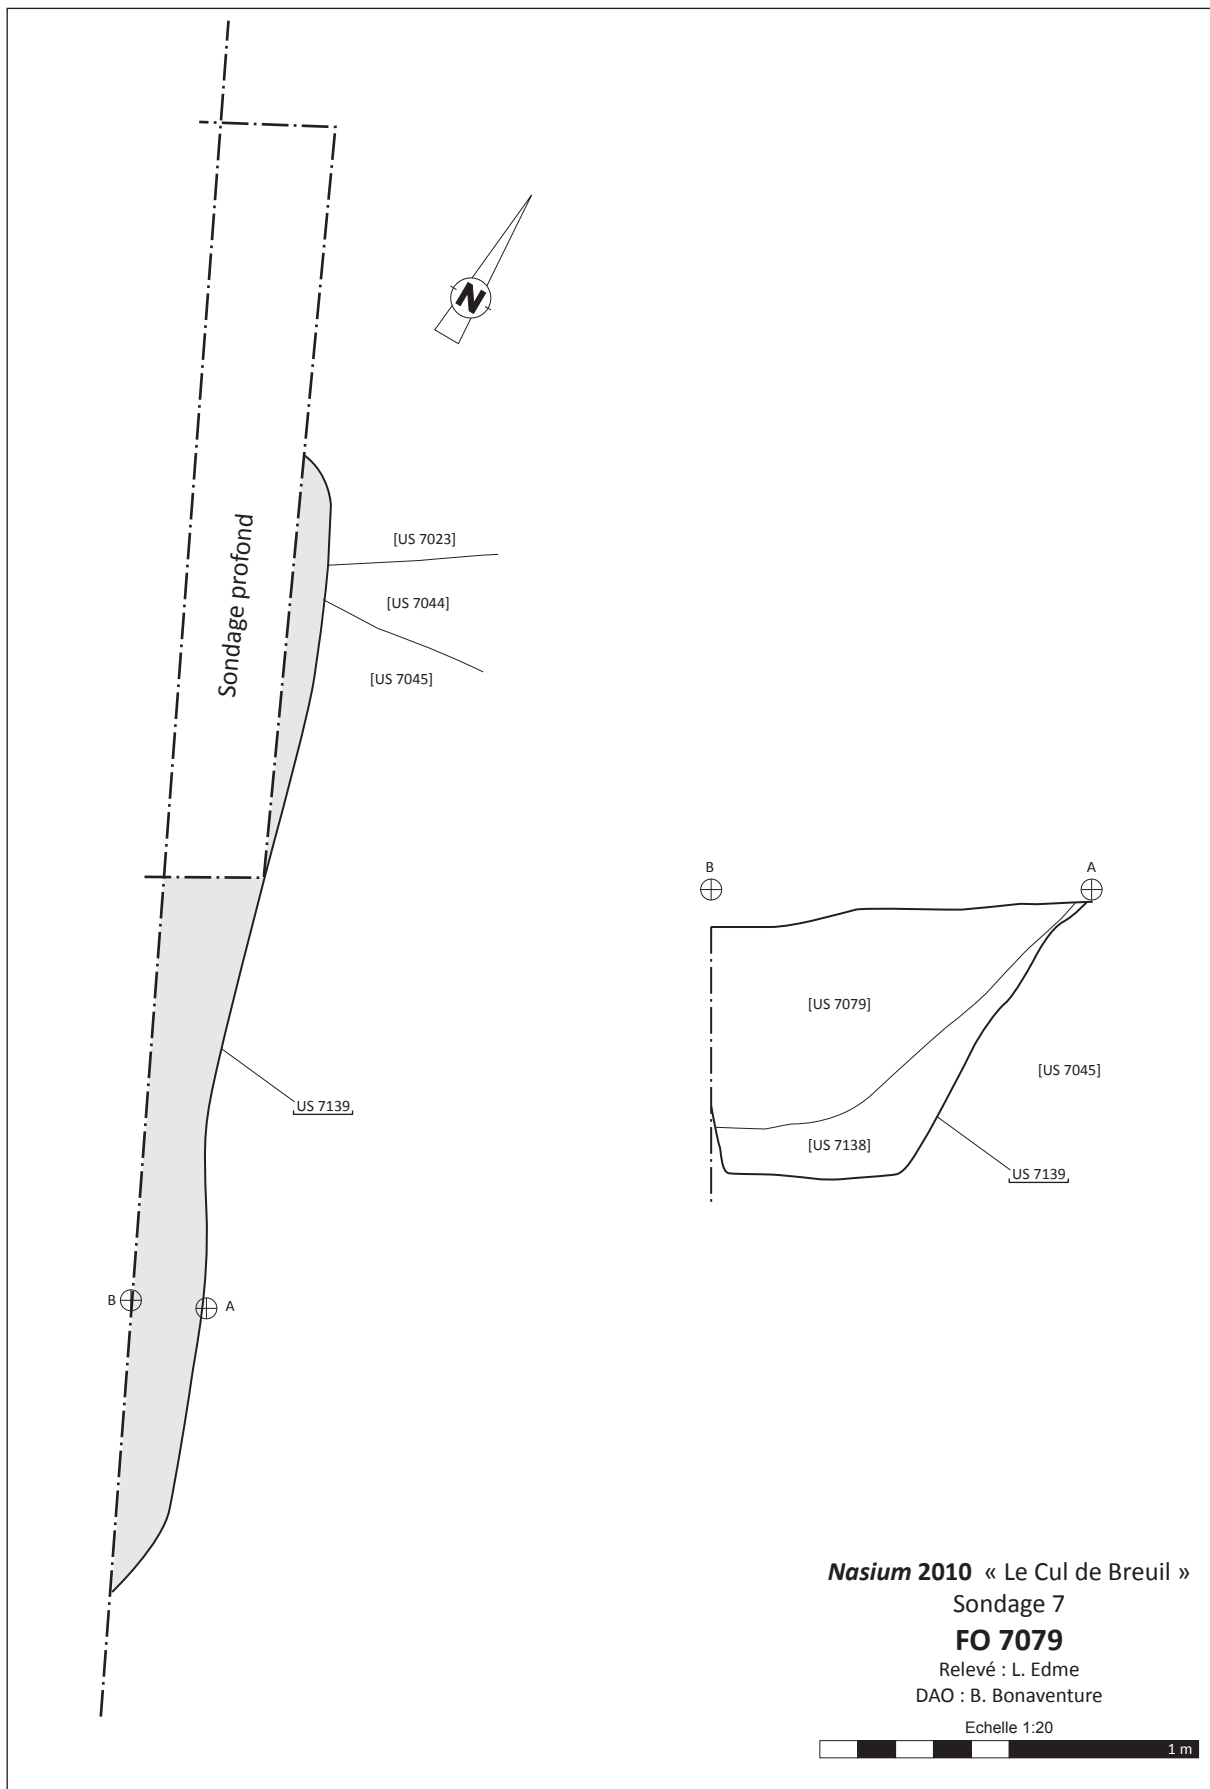 N
Sondage profond
[US 7023]
[US 7044]
[US 7045]
US 7139
B
A
B
A
[US 7079]
[US 7045]
[US 7138]
US 7139
Nasium 2010 « Le Cul de Breuil »
Sondage 7
FO 7079
Relevé : L. Edme
DAO : B. Bonaventure
Echelle 1:20
1 m